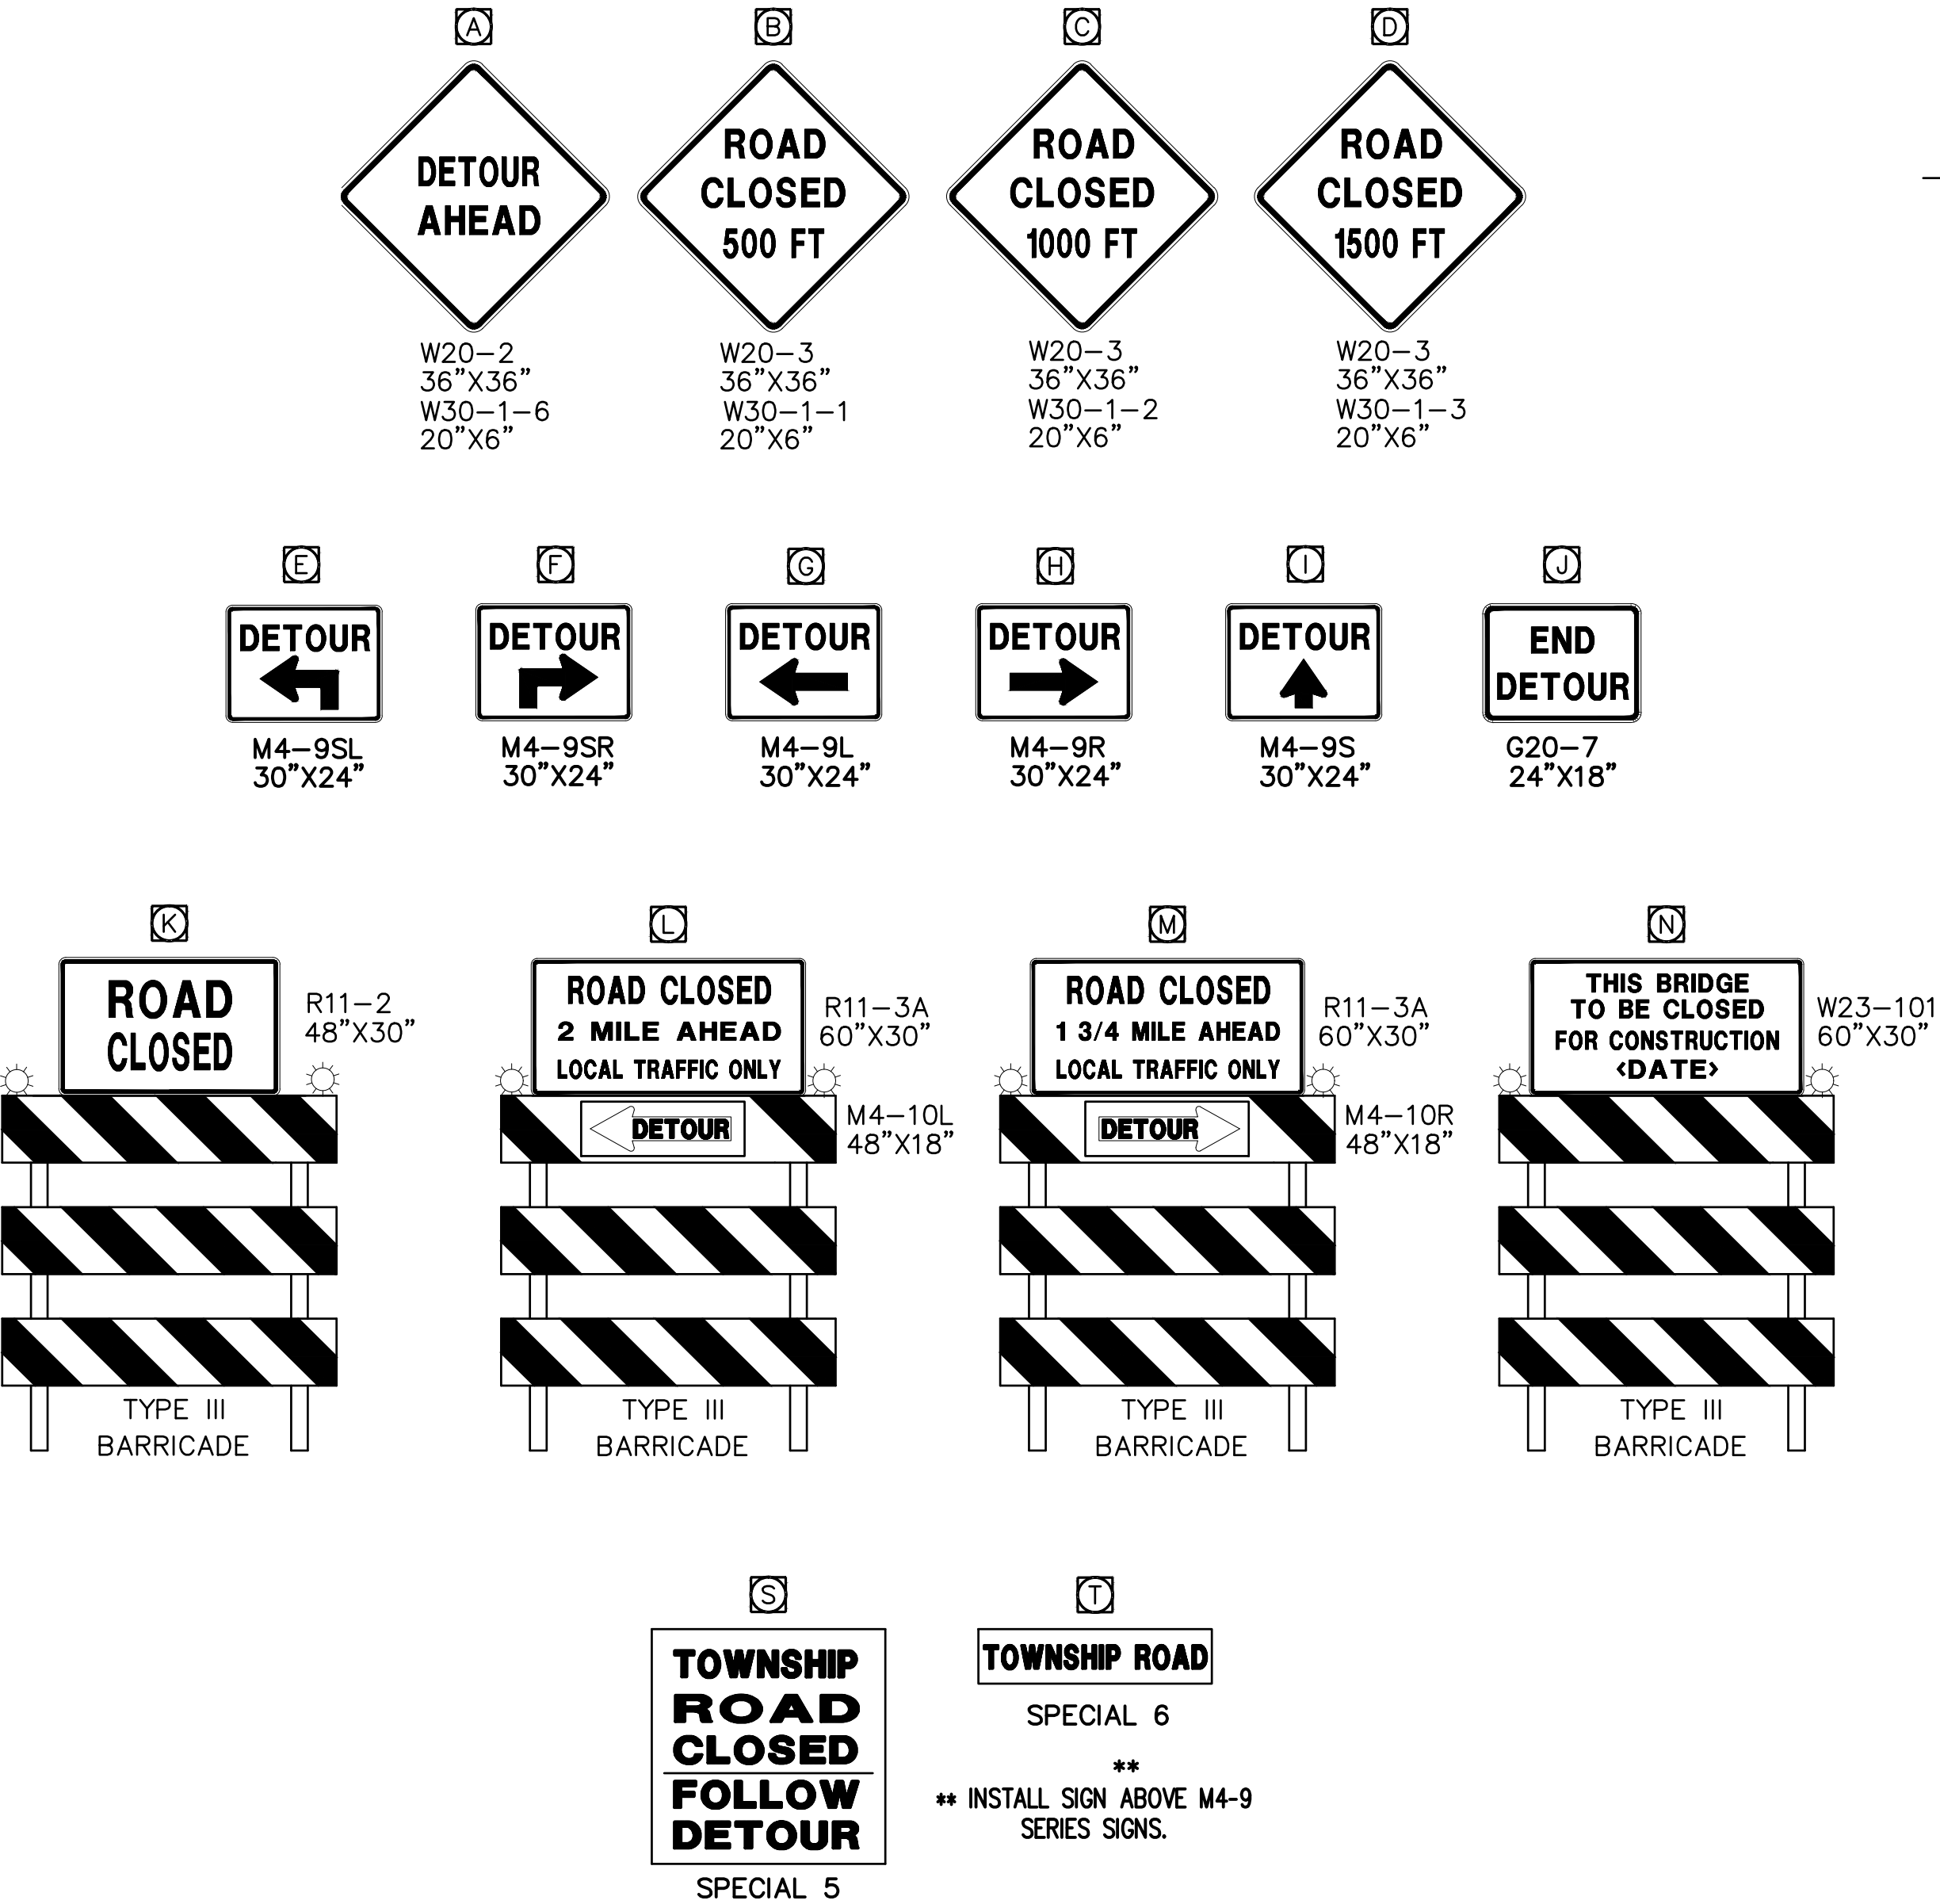 A
DETOUR
AHEAD
W20-2
36"X36"
W30-1-6
20"X6"
B
ROAD
CLOSED
500 FT
W20-3
36"X36"
W30-1-1
20"X6"
C
ROAD
CLOSED
1000 FT
W20-3
36"X36"
W30-1-2
20"X6"
D
ROAD
CLOSED
1500 FT
W20-3
36"X36"
W30-1-3
20"X6"
E
DETOUR
M4-9SL
30"X24"
F
DETOUR
M4-9SR
30"X24"
G
DETOUR
M4-9L
30"X24"
H
DETOUR
M4-9R
30"X24"
I
DETOUR
M4-9S
30"X24"
J
END
DETOUR
G20-7
24"X18"
K
ROAD
CLOSED
R11-2
48"X30"
TYPE III
BARRICADE
L
ROAD CLOSED
2 MILE AHEAD
LOCAL TRAFFIC ONLY
R11-3A
60"X30"
DETOUR
M4-10L
48"X18"
TYPE III
BARRICADE
M
ROAD CLOSED
1 3/4 MILE AHEAD
LOCAL TRAFFIC ONLY
R11-3A
60"X30"
DETOUR
M4-10R
48"X18"
TYPE III
BARRICADE
N
THIS BRIDGE
TO BE CLOSED
FOR CONSTRUCTION
<DATE>
W23-101
60"X30"
TYPE III
BARRICADE
S
TOWNSHIP
ROAD
CLOSED
FOLLOW
DETOUR
SPECIAL 5
T
TOWNSHIP ROAD
SPECIAL 6
**
** INSTALL SIGN ABOVE M4-9
SERIES SIGNS.